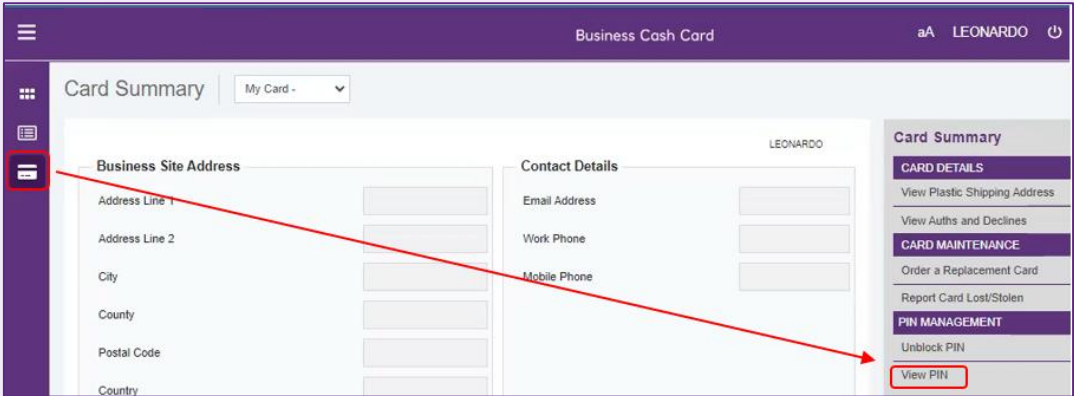 Business Cash Card
aA LEONARDO
Card Summary My Card -
LEONARDO
Business Site Address
Address Line 1
Address Line 2
City
County
Postal Code
Country
Contact Details
Email Address
Work Phone
Mobile Phone
Card Summary
CARD DETAILS
View Plastic Shipping Address
View Auths and Declines
CARD MAINTENANCE
Order a Replacement Card
Report Card Lost/Stolen
PIN MANAGEMENT
Unblock PIN
View PIN